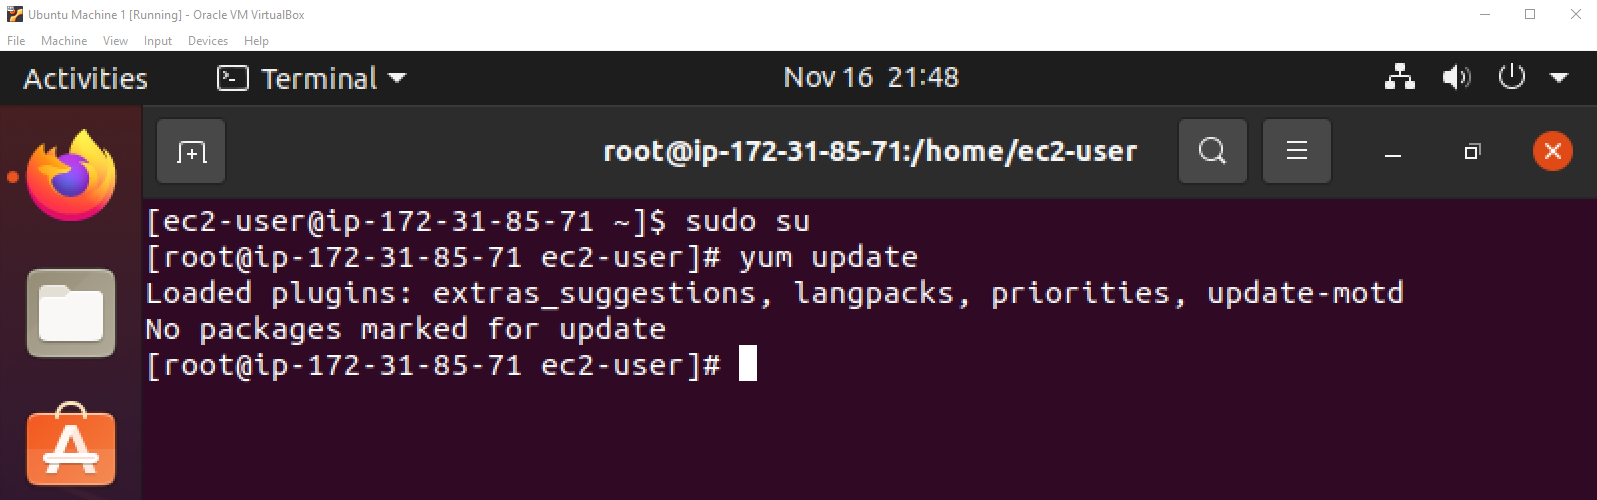 Ubuntu Machine 1 [Running] - Oracle VM VirtualBox
File Machine View Input Devices Help
Activities Terminal Nov 16 21:48
root@ip-172-31-85-71:/home/ec2-user
[ec2-user@ip-172-31-85-71 ~]$ sudo su
[root@ip-172-31-85-71 ec2-user]# yum update
Loaded plugins: extras_suggestions, langpacks, priorities, update-motd
No packages marked for update
[root@ip-172-31-85-71 ec2-user]#